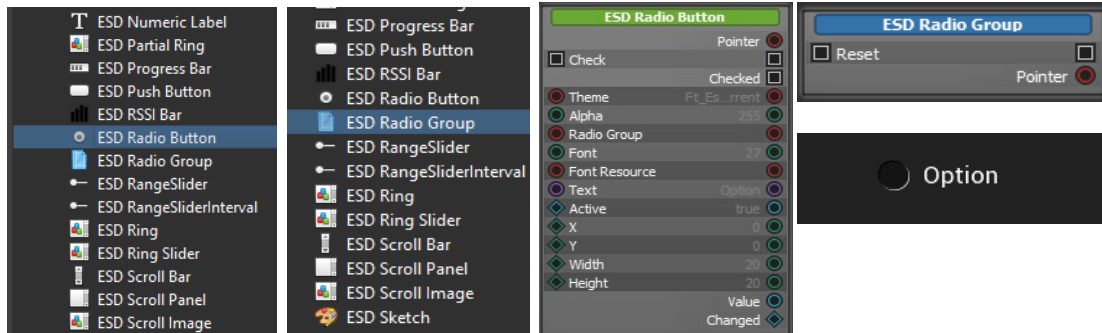 ESD Numeric Label
ESD Partial Ring
ESD Progress Bar
ESD Push Button
ESD RSSI Bar
ESD Radio Button
ESD Radio Group
ESD RangeSlider
ESD RangeSliderInterval
ESD Ring
ESD Ring Slider
ESD Scroll Bar
ESD Scroll Panel
ESD Scroll Image
ESD Progress Bar
ESD Push Button
ESD RSSI Bar
ESD Radio Button
ESD Radio Group
ESD RangeSlider
ESD RangeSliderInterval
ESD Ring
ESD Ring Slider
ESD Scroll Bar
ESD Scroll Panel
ESD Scroll Image
ESD Sketch
ESD Radio Button
Pointer
Check
Checked
Theme Ft_Es...rrent
Alpha 255
Radio Group
Font 27
Font Resource
Text Option
Active true
X 0
Y 0
Width 20
Height 20
Value
Changed
ESD Radio Group
Reset
Pointer
Option